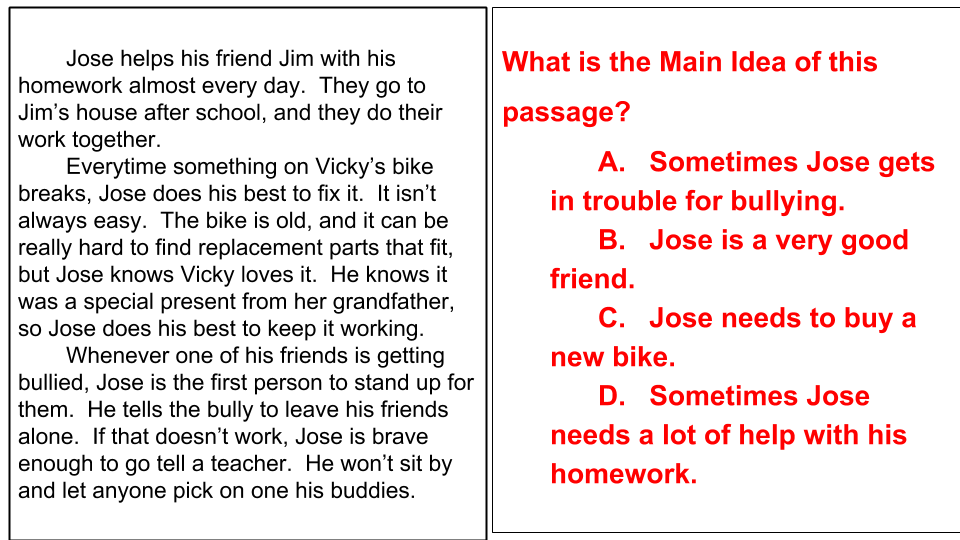 Jose helps his friend Jim with his
homework almost every day.  They go to
Jim’s house after school, and they do their
work together.
Everytime something on Vicky’s bike
breaks, Jose does his best to fix it.  It isn’t
always easy.  The bike is old, and it can be
really hard to find replacement parts that fit,
but Jose knows Vicky loves it.  He knows it
was a special present from her grandfather,
so Jose does his best to keep it working.
Whenever one of his friends is getting
bullied, Jose is the first person to stand up for
them.  He tells the bully to leave his friends
alone.  If that doesn’t work, Jose is brave
enough to go tell a teacher.  He won’t sit by
and let anyone pick on one his buddies.
What is the Main Idea of this
passage?
A.   Sometimes Jose gets
in trouble for bullying.
B.   Jose is a very good
friend.
C.   Jose needs to buy a
new bike.
D.   Sometimes Jose
needs a lot of help with his
homework.